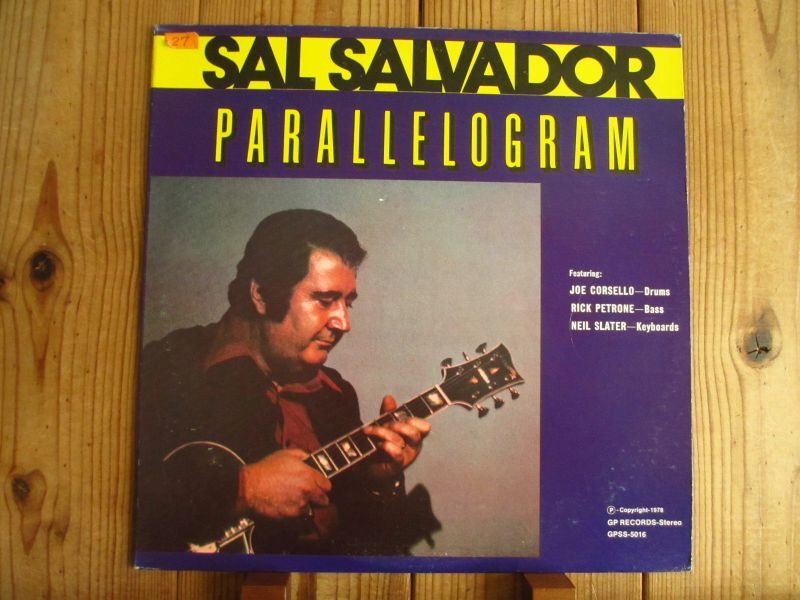 27
SAL SALVADOR
PARALLELOGRAM
Featuring:
JOE CORSELLO—Drums
RICK PETRONE—Bass
NEIL SLATER—Keyboards
Ⓟ-Copyright-1978
GP RECORDS-Stereo
GPSS-5016